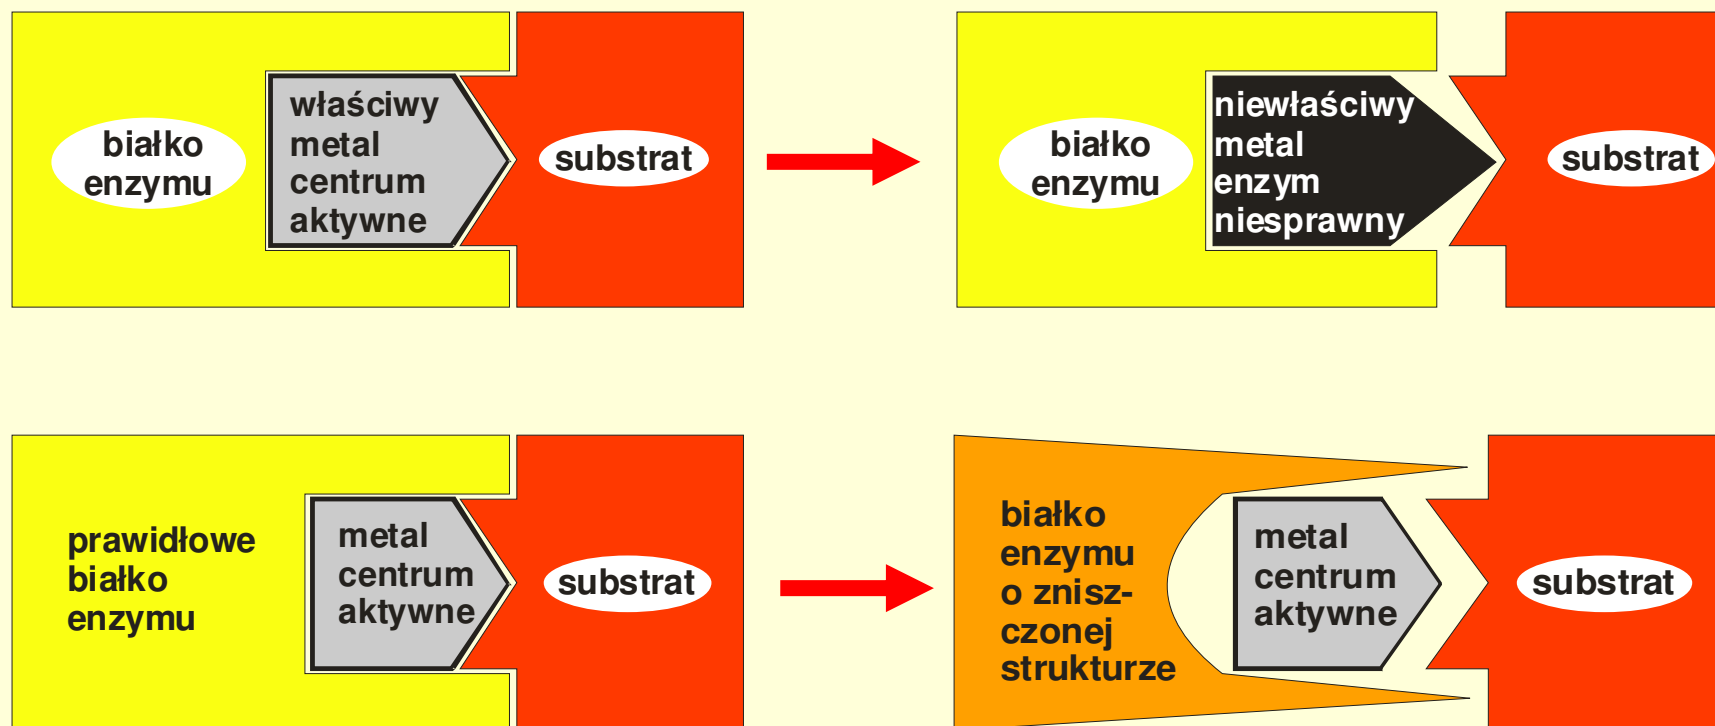 białko
enzymu
właściwy
metal
centrum
aktywne
substrat
białko
enzymu
niewłaściwy
metal
enzym
niesprawny
substrat
prawidłowe
białko
enzymu
metal
centrum
aktywne
substrat
białko
enzymu
o znisz-
czonej
strukturze
metal
centrum
aktywne
substrat